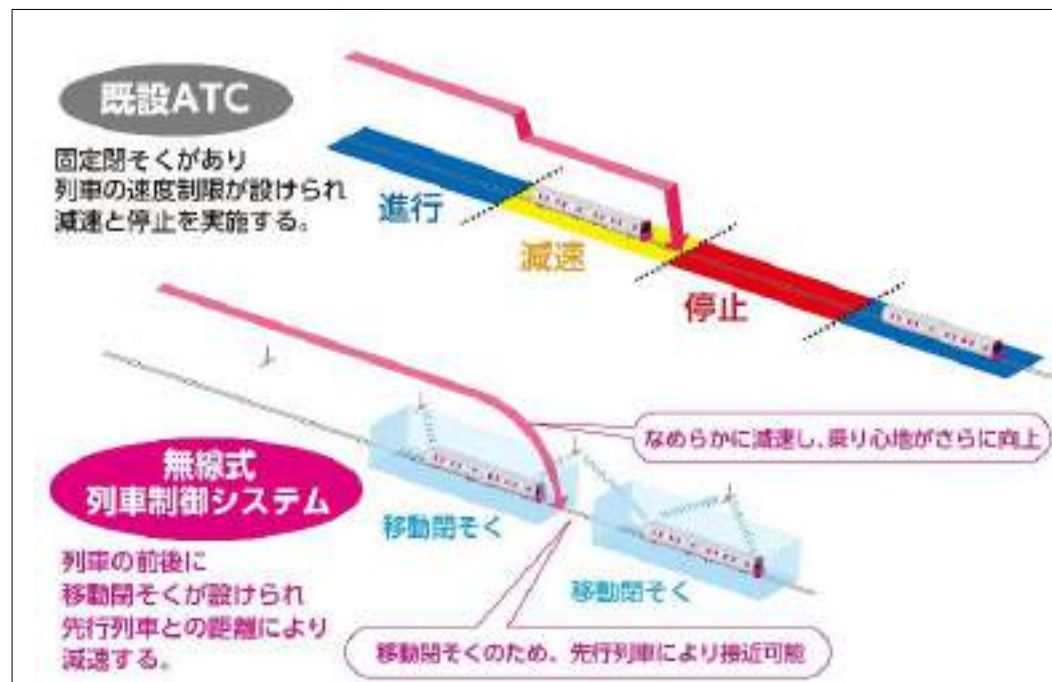 既設ATC
固定閉そくがあり
列車の速度制限が設けられ
減速と停止を実施する。
進行
減速
停止
なめらかに減速し、乗り心地がさらに向上
無線式
列車制御システム
移動閉そく
移動閉そく
列車の前後に
移動閉そくが設けられ
先行列車との距離により
減速する。
移動閉そくのため、先行列車により接近可能